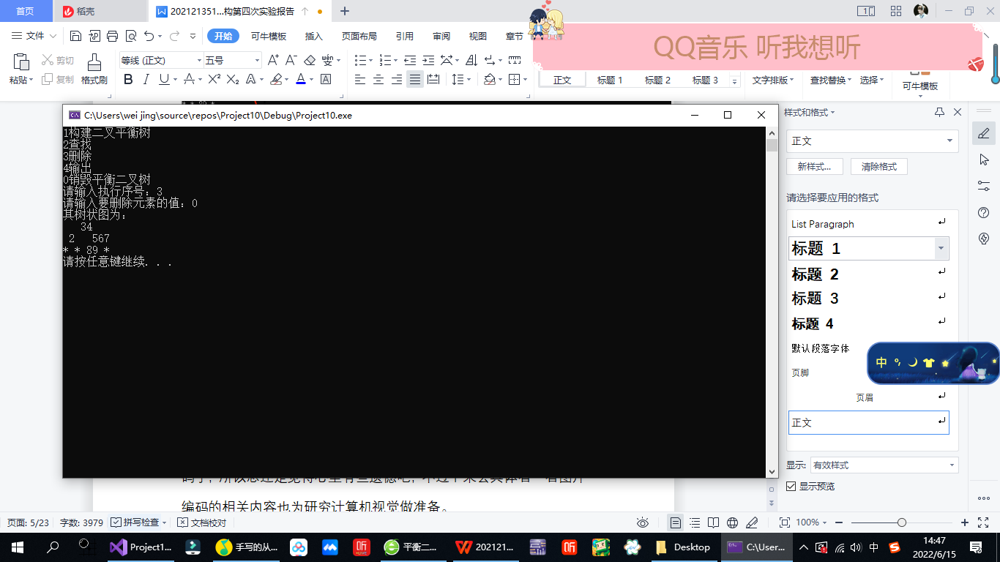 首页 稻壳 202121351...构第四次实验报告
文件 开始 可牛模板 插入 页面布局 引用 审阅 视图 章节
QQ音乐 听我想听
粘贴 剪切 复制 格式刷 等线 (正文) 五号
正文 标题 1 标题 2 标题 3 文字排版 查找替换 选择 可牛模板
C:\Users\wei jing\source\repos\Project10\Debug\Project10.exe
1构建二叉平衡树
2查找
3删除
4输出
0销毁平衡二叉树
请输入执行序号: 3
请输入要删除元素的值: 0
其树状图为:
34
2 567
* * 89 *
请按任意键继续. . .
样式和格式
正文
新样式... 清除格式
请选择要应用的格式
List Paragraph
标题 1
标题 2
标题 3
标题 4
默认段落字体
页脚
页眉
正文
显示: 有效样式
显示预览
中
编码的相关内容也为研究计算机视觉做准备。
页面: 5/23 字数: 3979 拼写检查 文档校对 100%
Project1... 手写的从... 平衡二... 202121... Desktop C:\User... 中 14:47
2022/6/15